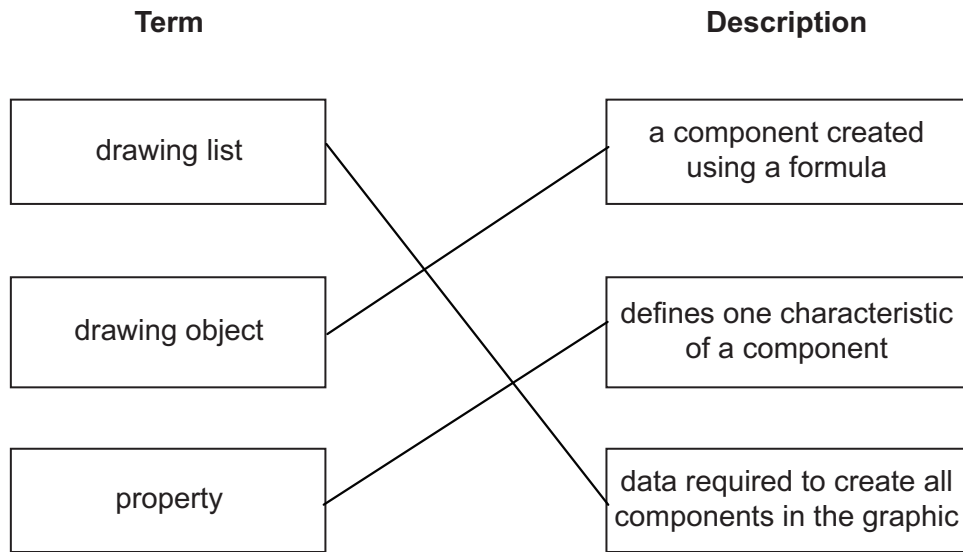 Term
Description
drawing list
a component created
using a formula
drawing object
defines one characteristic
of a component
property
data required to create all
components in the graphic